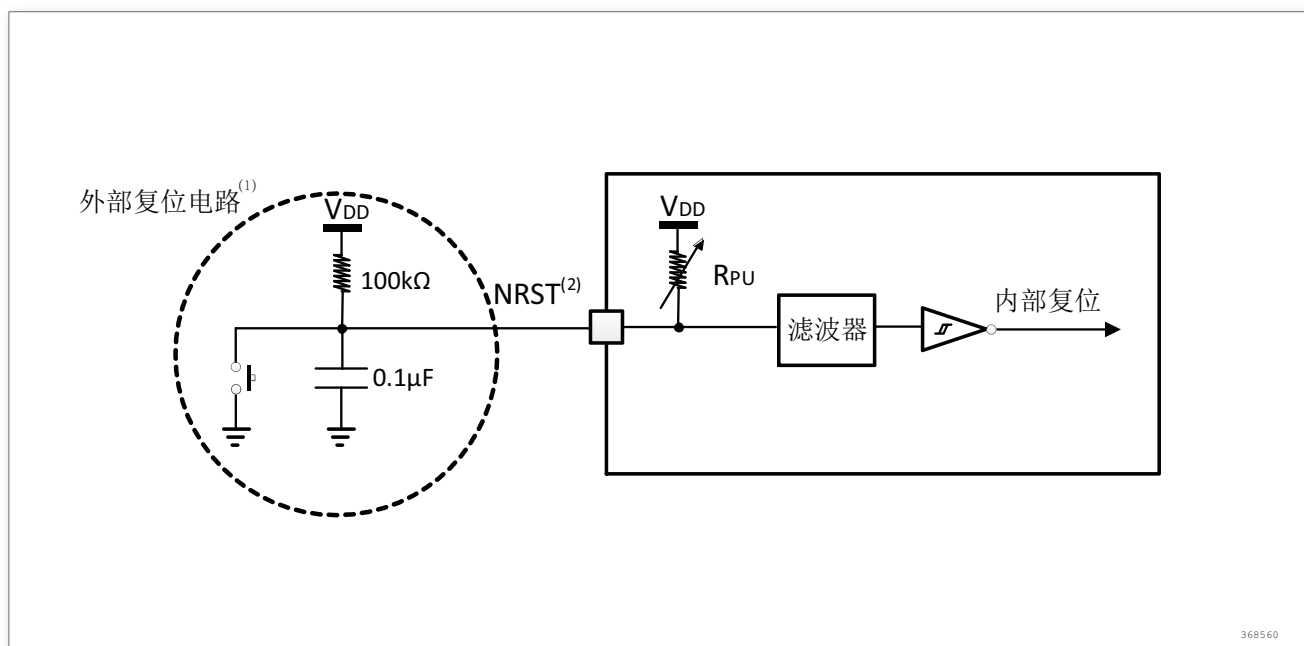 外部复位电路(1)
VDD
100kΩ
0.1μF
NRST(2)
VDD
RPU
滤波器
内部复位
368560